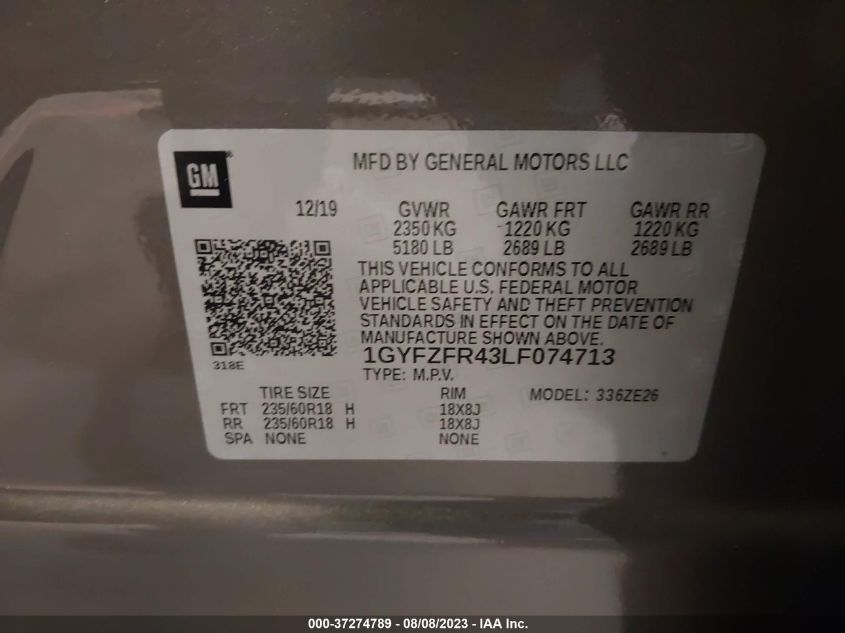 GM
MFD BY GENERAL MOTORS LLC
12/19 GVWR GAWR FRT GAWR RR
2350 KG 1220 KG 1220 KG
5180 LB 2689 LB 2689 LB
THIS VEHICLE CONFORMS TO ALL
APPLICABLE U.S. FEDERAL MOTOR
VEHICLE SAFETY AND THEFT PREVENTION
STANDARDS IN EFFECT ON THE DATE OF
MANUFACTURE SHOWN ABOVE.
1GYFZFR43LF074713
318E
TYPE: M.P.V.
TIRE SIZE RIM MODEL: 336ZE26
FRT 235/60R18 H 18X8J
RR 235/60R18 H 18X8J
SPA NONE NONE
000-37274789 - 08/08/2023 - IAA Inc.